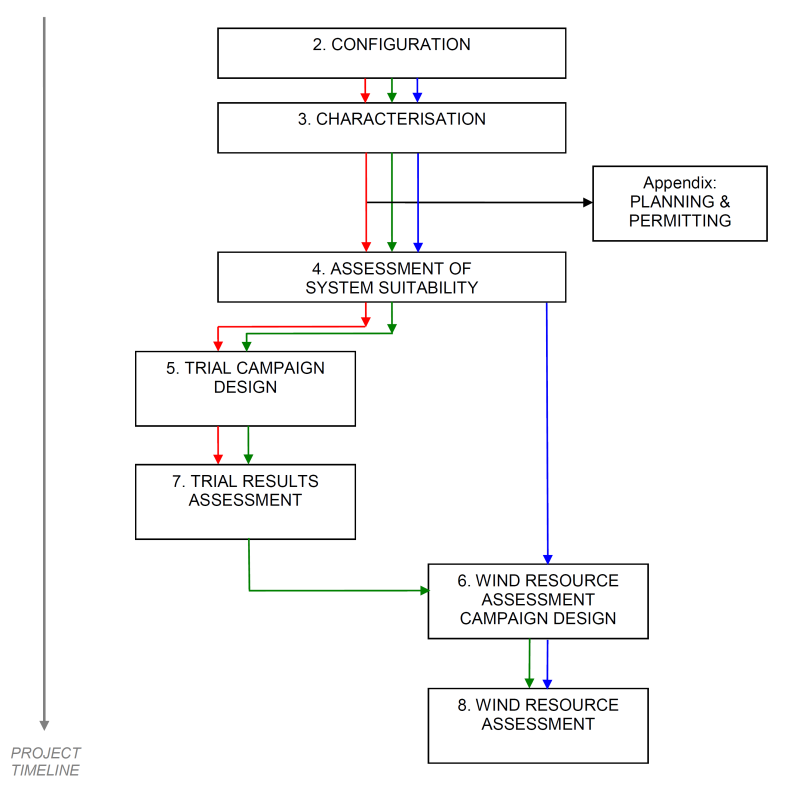 2. CONFIGURATION
3. CHARACTERISATION
Appendix:
PLANNING &
PERMITTING
4. ASSESSMENT OF
SYSTEM SUITABILITY
5. TRIAL CAMPAIGN
DESIGN
7. TRIAL RESULTS
ASSESSMENT
6. WIND RESOURCE
ASSESSMENT
CAMPAIGN DESIGN
8. WIND RESOURCE
ASSESSMENT
PROJECT
TIMELINE